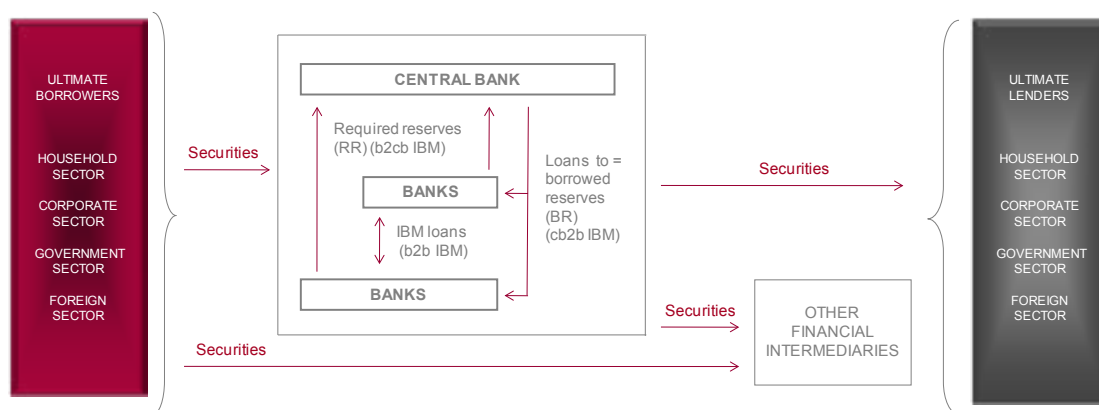 ULTIMATE
BORROWERS
HOUSEHOLD
SECTOR
CORPORATE
SECTOR
GOVERNMENT
SECTOR
FOREIGN
SECTOR
Securities
Securities
CENTRAL BANK
Required reserves
(RR) (b2cb IBM)
BANKS
IBM loans
(b2b IBM)
BANKS
Loans to =
borrowed
reserves
(BR)
(cb2b IBM)
Securities
Securities
OTHER
FINANCIAL
INTERMEDIARIES
ULTIMATE
LENDERS
HOUSEHOLD
SECTOR
CORPORATE
SECTOR
GOVERNMENT
SECTOR
FOREIGN
SECTOR